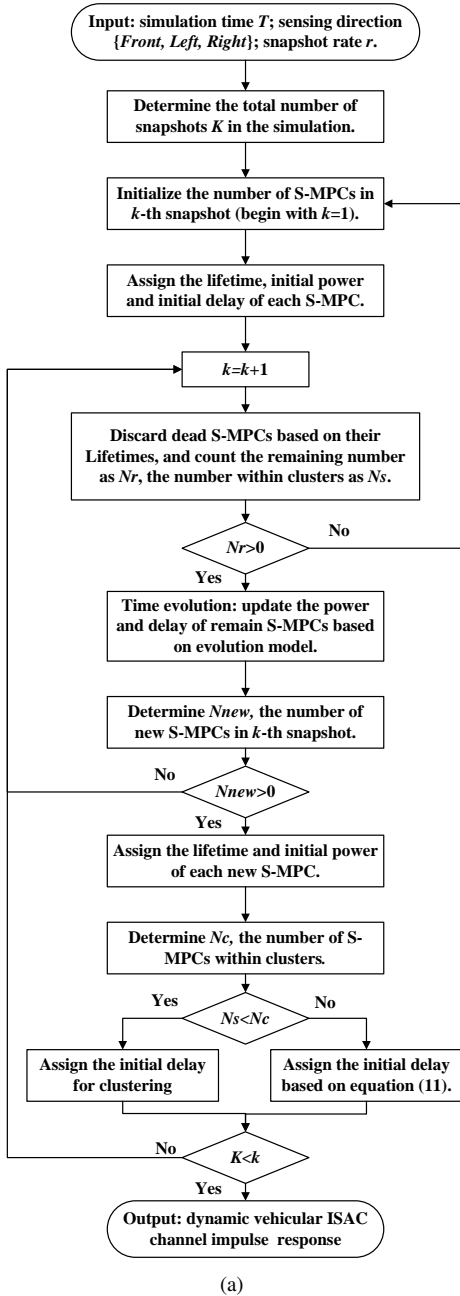 Input: simulation time T; sensing direction
{Front, Left, Right}; snapshot rate r.
Determine the total number of
snapshots K in the simulation.
Initialize the number of S-MPCs in
k-th snapshot (begin with k=1).
Assign the lifetime, initial power
and initial delay of each S-MPC.
k=k+1
Discard dead S-MPCs based on their
Lifetimes, and count the remaining number
as Nr, the number within clusters as Ns.
Nr>0
No
Yes
Time evolution: update the power
and delay of remain S-MPCs based
on evolution model.
Determine Nnew, the number of
new S-MPCs in k-th snapshot.
No
Nnew>0
Yes
Assign the lifetime and initial power
of each new S-MPC.
Determine Nc, the number of S-
MPCs within clusters.
Yes
Ns<Nc
No
Assign the initial delay
for clustering
Assign the initial delay
based on equation (11).
No
K<k
Yes
Output: dynamic vehicular ISAC
channel impulse response
(a)